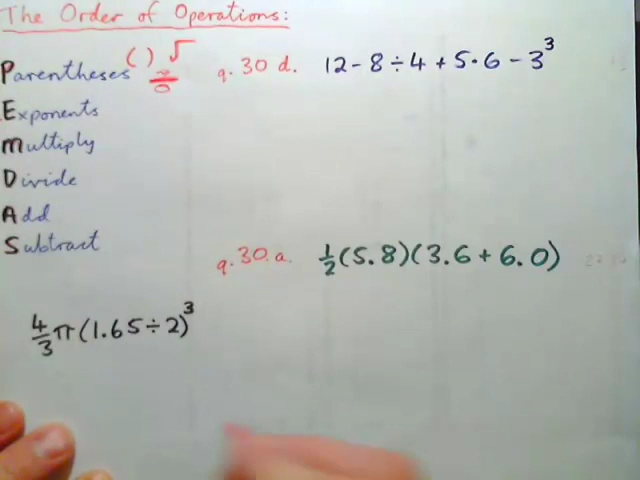 The Order of Operations:
Parentheses ( ) √
Exponents
Multiply
Divide
Add
Subtract
q. 30 d. 12 - 8 ÷ 4 + 5 · 6 - 3³
q. 30. a. ½(5.8)(3.6 + 6.0)
4/3 π(1.65 ÷ 2)³